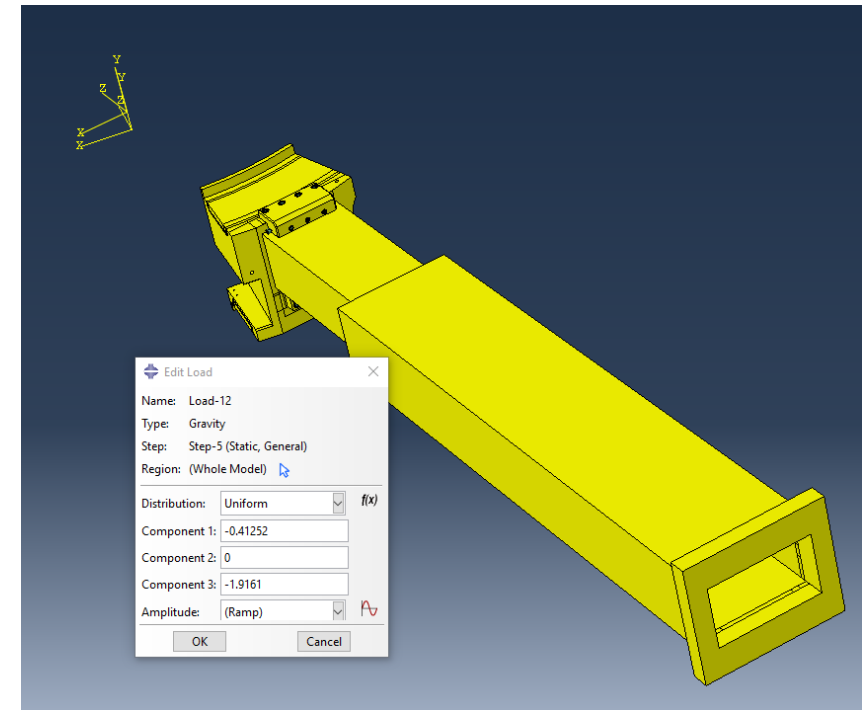 Y
Y
Z
Z
X
X
Edit Load
Name: Load-12
Type: Gravity
Step: Step-5 (Static, General)
Region: (Whole Model)
Distribution: Uniform f(x)
Component 1: -0.41252
Component 2: 0
Component 3: -1.9161
Amplitude: (Ramp)
OK Cancel